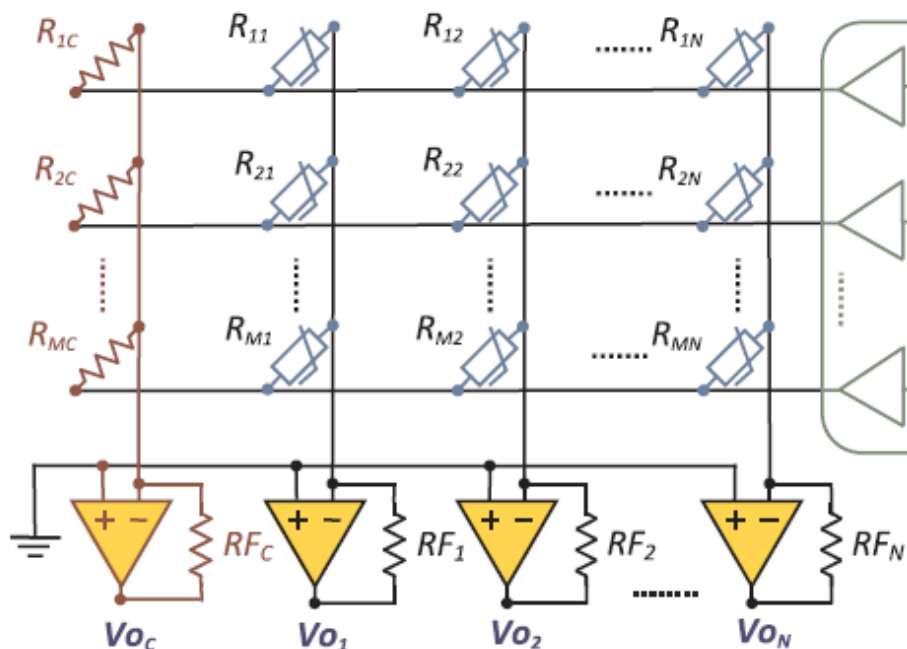 R1C R11 R12 R1N
R2C R21 R22 R2N
RMC RM1 RM2 RMN
+ − + − + − + −
RFC RF1 RF2 RFN
VoC Vo1 Vo2 VoN